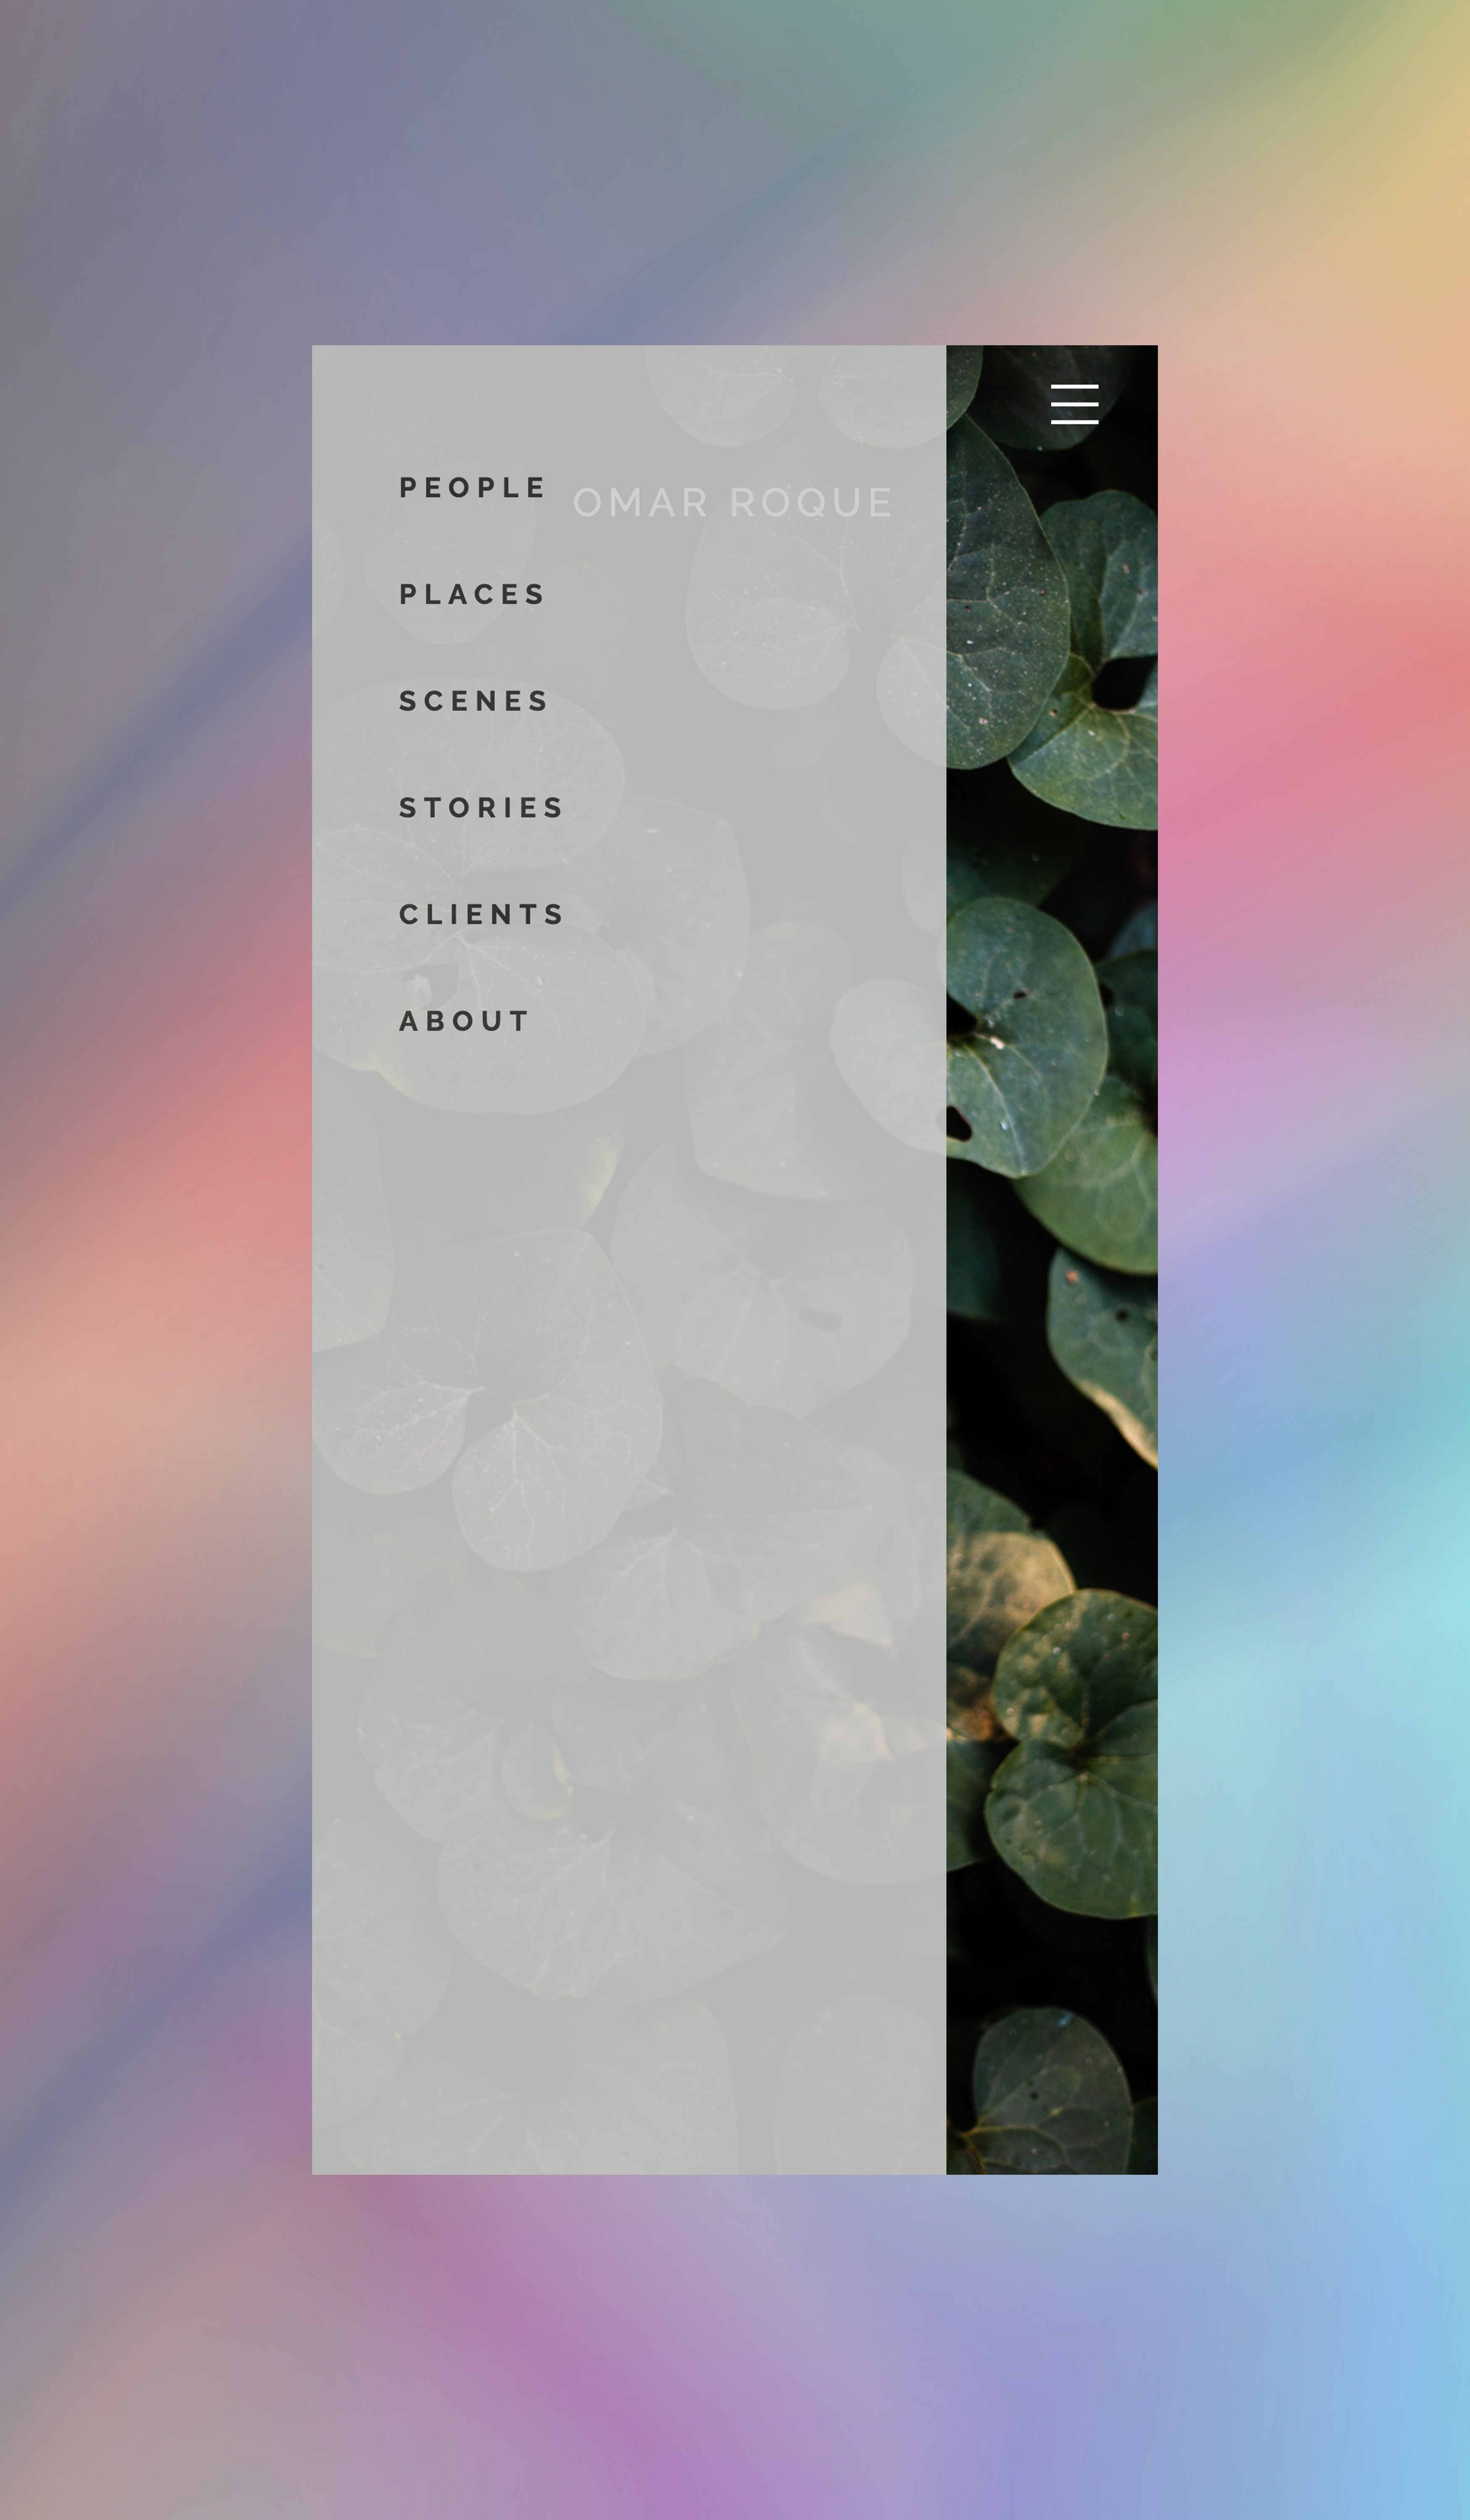 PEOPLE
OMAR ROQUE
PLACES
SCENES
STORIES
CLIENTS
ABOUT